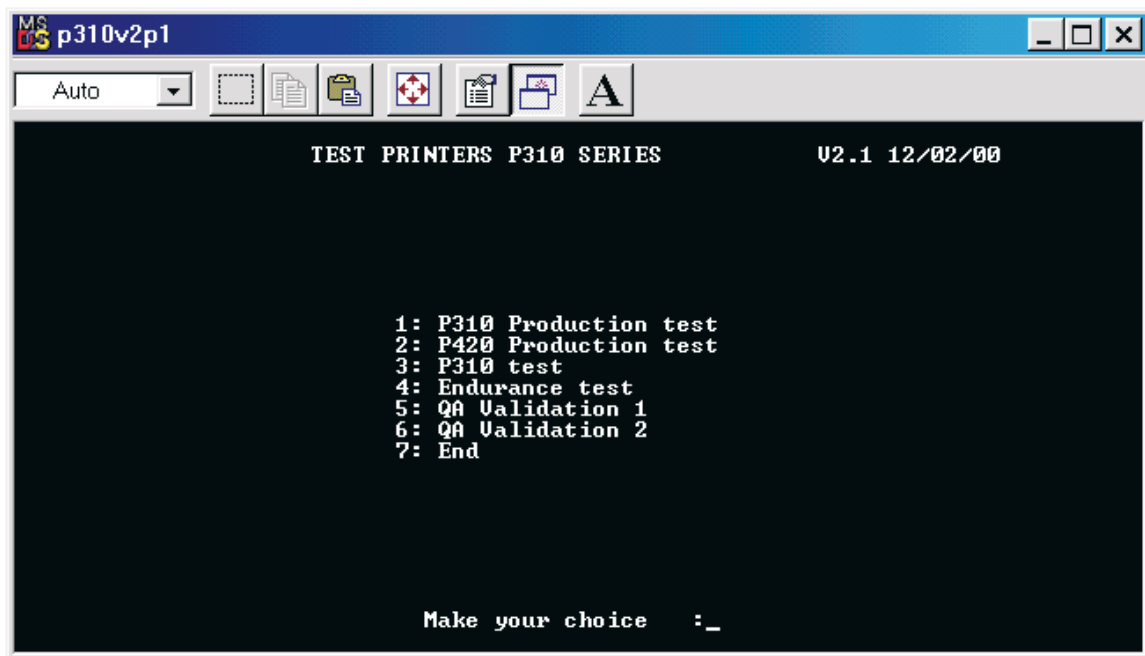 MS DOS p310v2p1
Auto
A
TEST PRINTERS P310 SERIES V2.1 12/02/00
1: P310 Production test
2: P420 Production test
3: P310 test
4: Endurance test
5: QA Validation 1
6: QA Validation 2
7: End
Make your choice :_